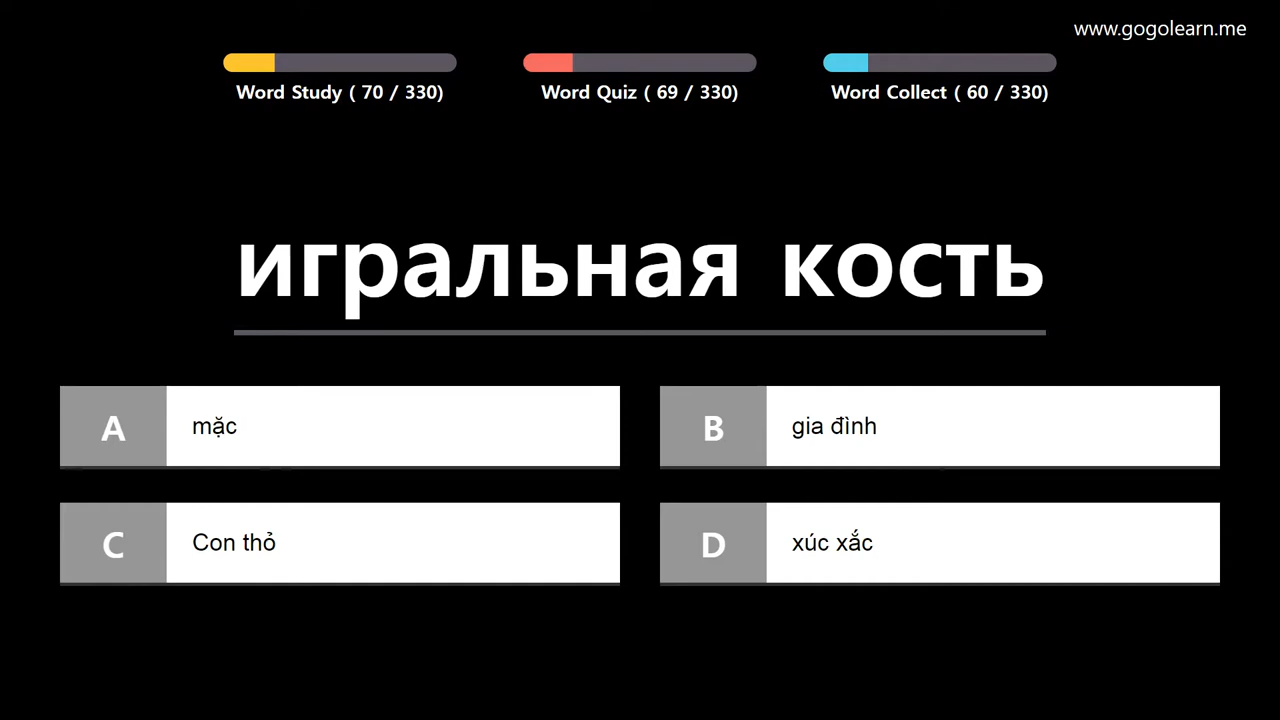 www.gogolearn.me
Word Study ( 70 / 330)
Word Quiz ( 69 / 330)
Word Collect ( 60 / 330)
игральная кость
A mặc
B gia đình
C Con thỏ
D xúc xắc